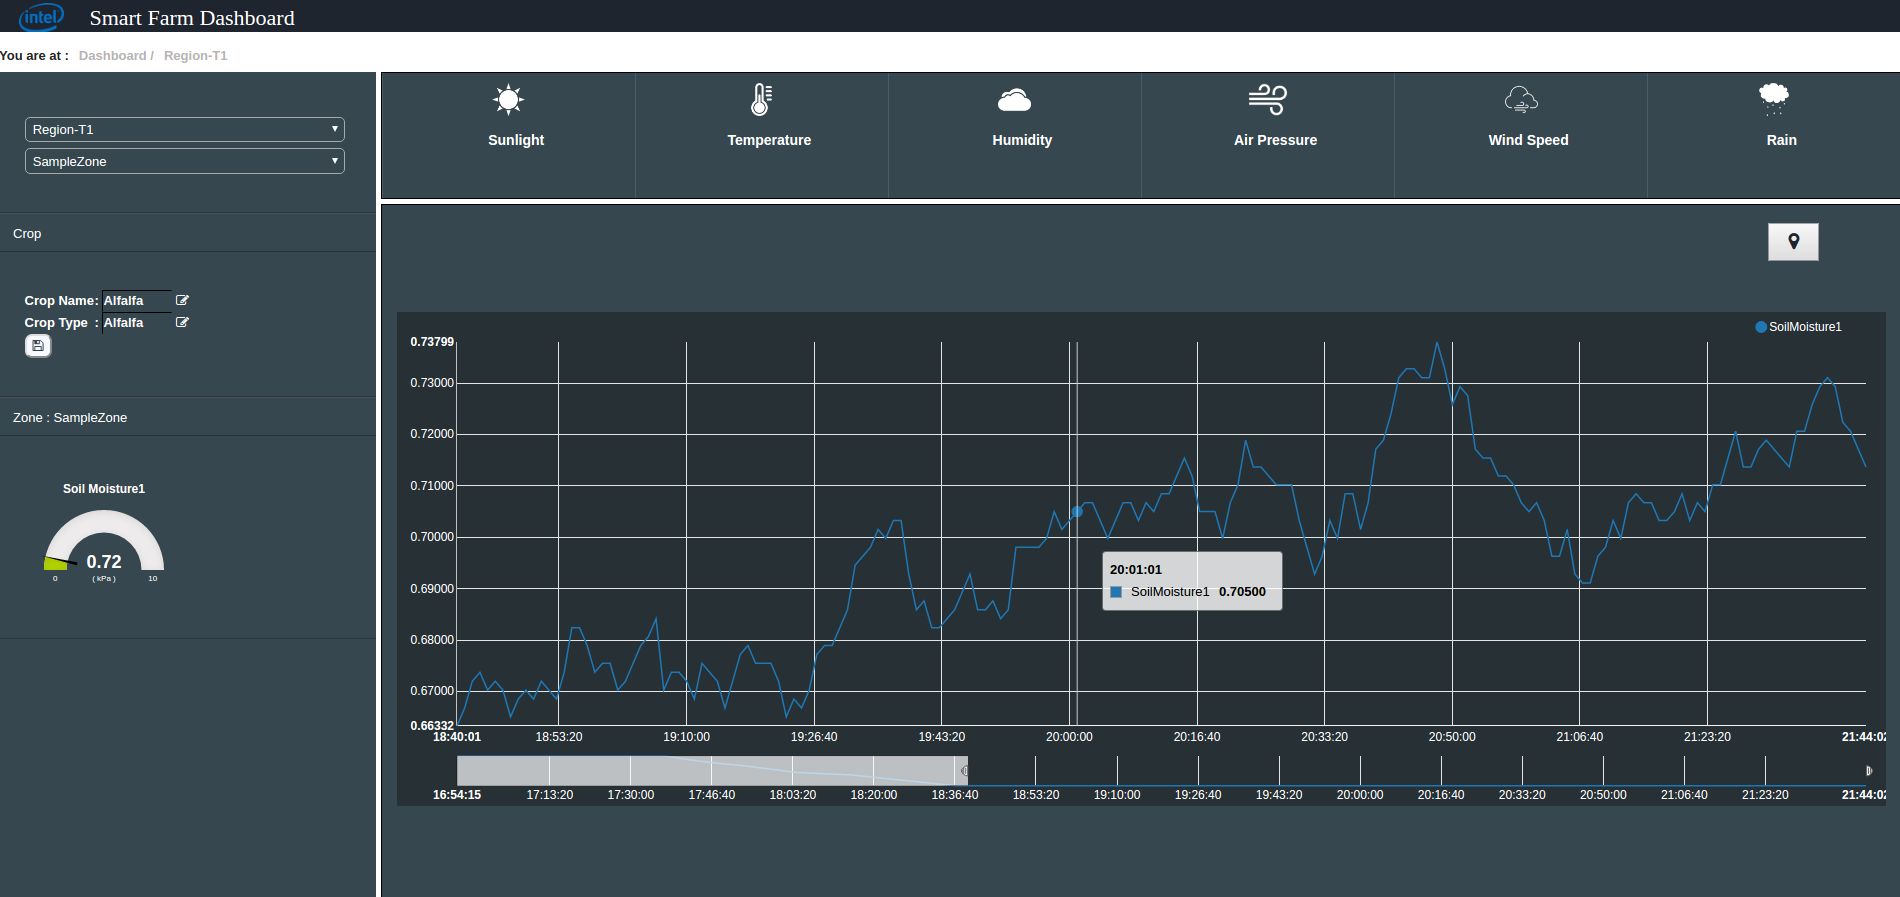 intel Smart Farm Dashboard
You are at : Dashboard / Region-T1
Region-T1
SampleZone
Crop
Crop Name: Alfalfa
Crop Type : Alfalfa
Zone : SampleZone
Soil Moisture1
0.72
0 ( kPa ) 10
Sunlight Temperature Humidity Air Pressure Wind Speed Rain
SoilMoisture1
0.73799
0.73000
0.72000
0.71000
0.70000
0.69000
0.68000
0.67000
0.66332
20:01:01
SoilMoisture1 0.70500
18:40:01 18:53:20 19:10:00 19:26:40 19:43:20 20:00:00 20:16:40 20:33:20 20:50:00 21:06:40 21:23:20 21:44:02
16:54:15 17:13:20 17:30:00 17:46:40 18:03:20 18:20:00 18:36:40 18:53:20 19:10:00 19:26:40 19:43:20 20:00:00 20:16:40 20:33:20 20:50:00 21:06:40 21:23:20 21:44:02